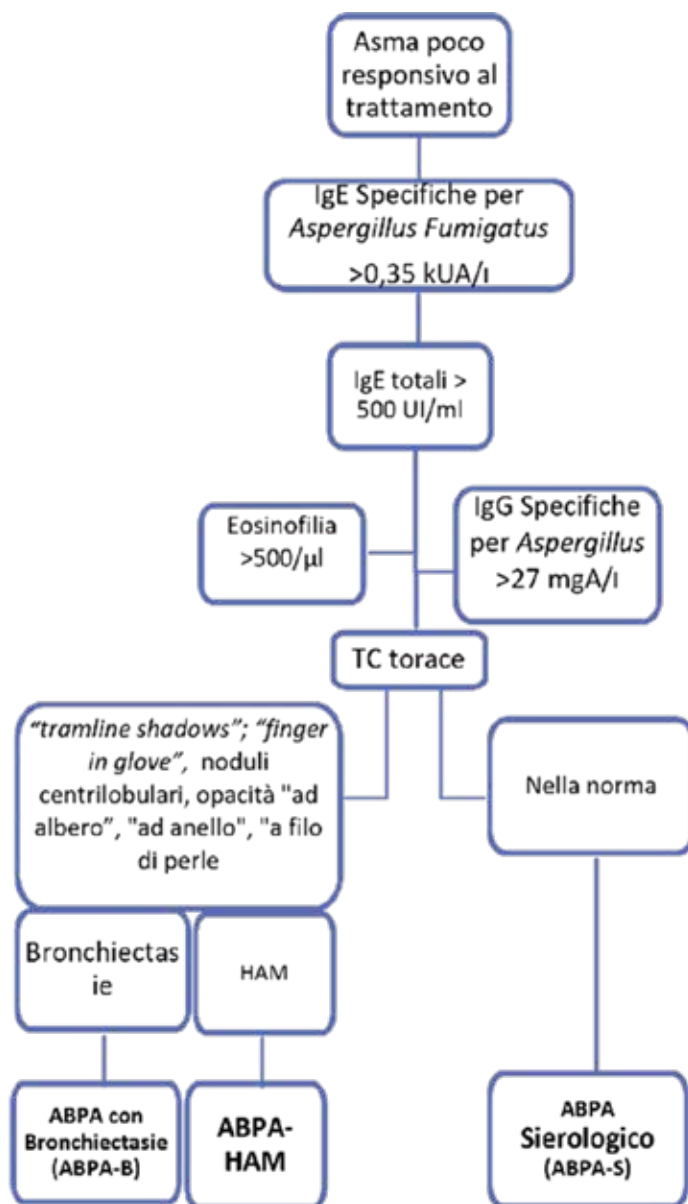 Asma poco
responsivo al
trattamento
IgE Specifiche per
Aspergillus Fumigatus
>0,35 kUA/l
IgE totali >
500 UI/ml
Eosinofilia
>500/µl
IgG Specifiche
per Aspergillus
>27 mgA/l
TC torace
“tramline shadows”; “finger
in glove”, noduli
centrilobulari, opacità "ad
albero”, "ad anello", "a filo
di perle
Nella norma
Bronchiectas
ie
HAM
ABPA con
Bronchiectasie
(ABPA-B)
ABPA-
HAM
ABPA
Sierologico
(ABPA-S)